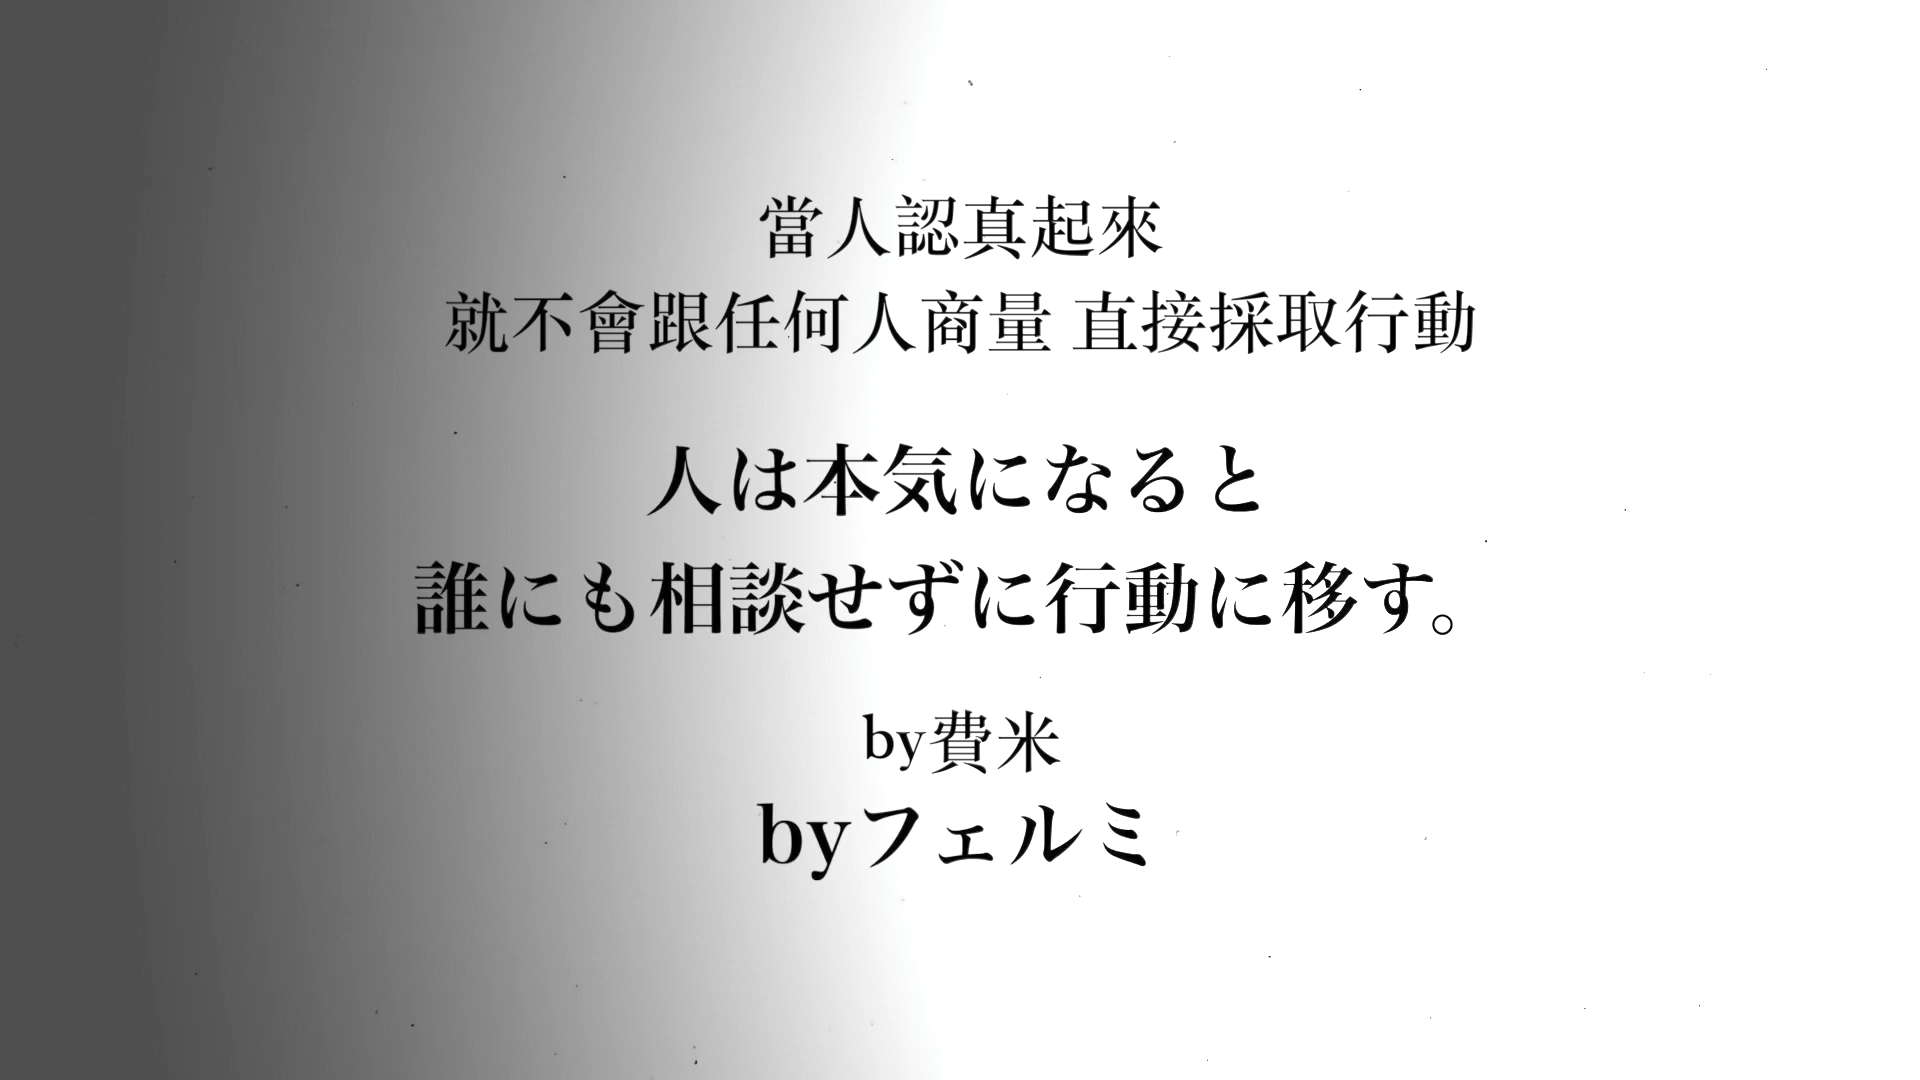 當人認真起來
就不會跟任何人商量 直接採取行動
人は本気になると
誰にも相談せずに行動に移す。
by費米
byフェルミ